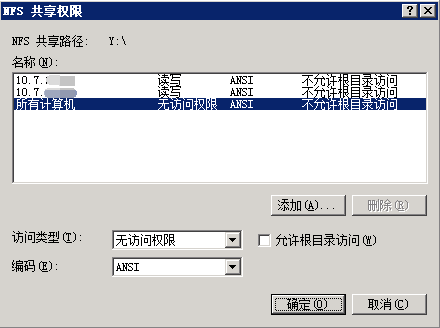 NFS 共享权限
NFS 共享路径: Y:\
名称(N):
10.7. 读写 ANSI 不允许根目录访问
10.7. 读写 ANSI 不允许根目录访问
所有计算机 无访问权限 ANSI 不允许根目录访问
添加(A)... 删除(R)
访问类型(T): 无访问权限 允许根目录访问(W)
编码(E): ANSI
确定(O) 取消(C)